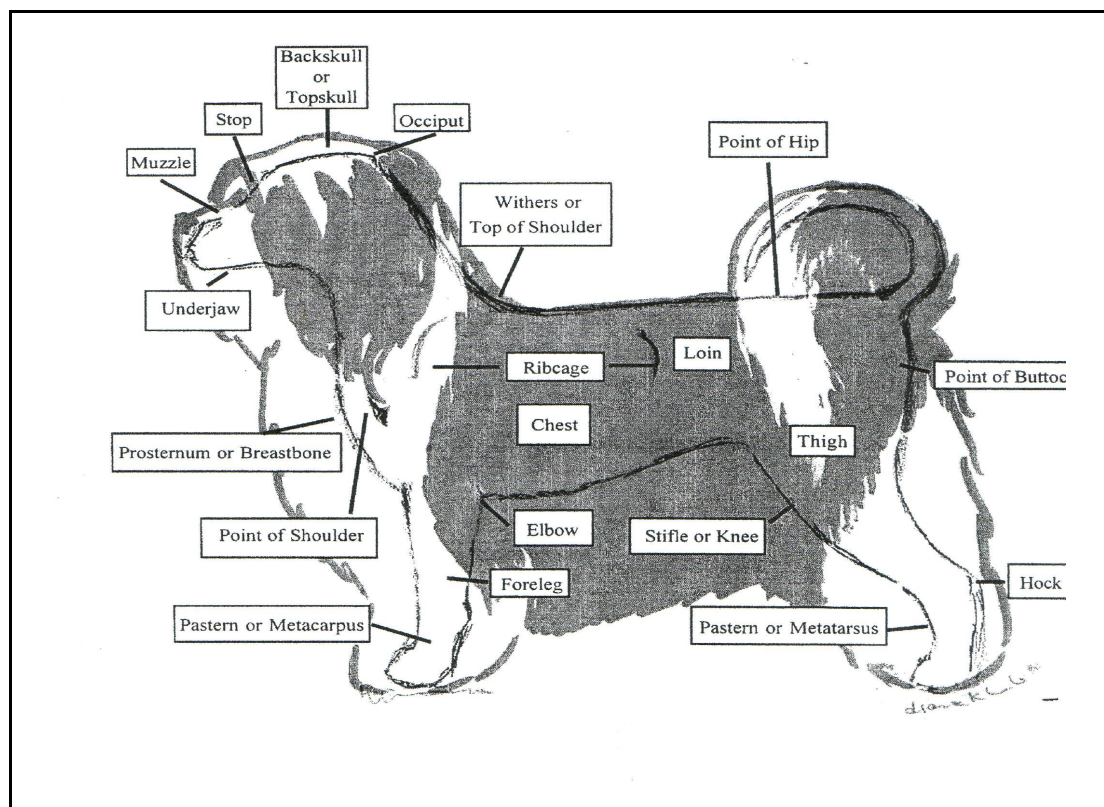 Backskull
or
Topskull
Stop
Occiput
Muzzle
Point of Hip
Withers or
Top of Shoulder
Underjaw
Ribcage
Loin
Point of Buttoc
Chest
Thigh
Prosternum or Breastbone
Point of Shoulder
Elbow
Stifle or Knee
Foreleg
Hock
Pastern or Metacarpus
Pastern or Metatarsus